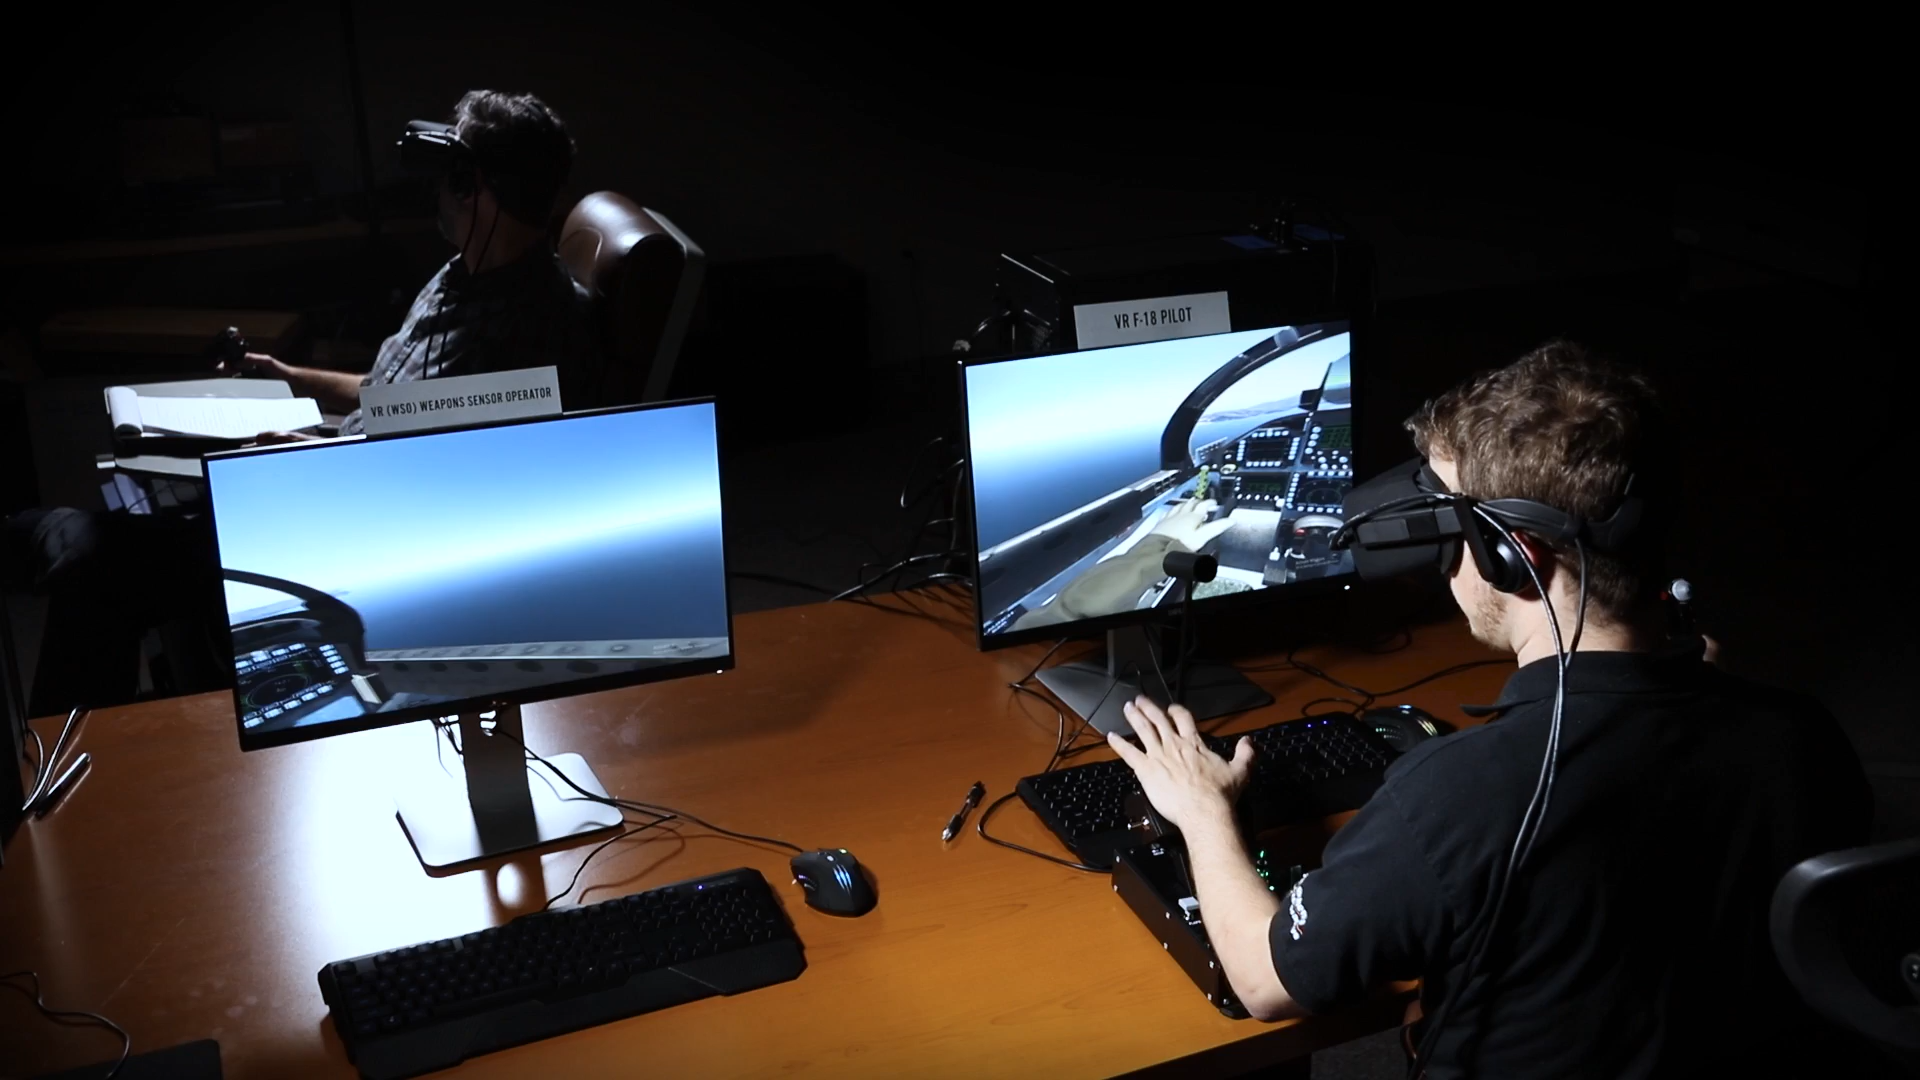 VR (WSO) WEAPONS SENSOR OPERATOR
VR F-18 PILOT